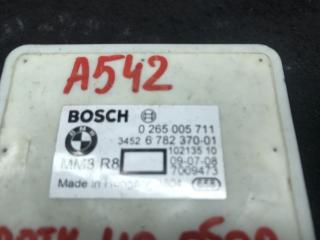 A542
BOSCH
0 265 005 711
3452 6 782 370-01
102135 10
MM3 R8 09-07-08
7009473
Made in Hungary